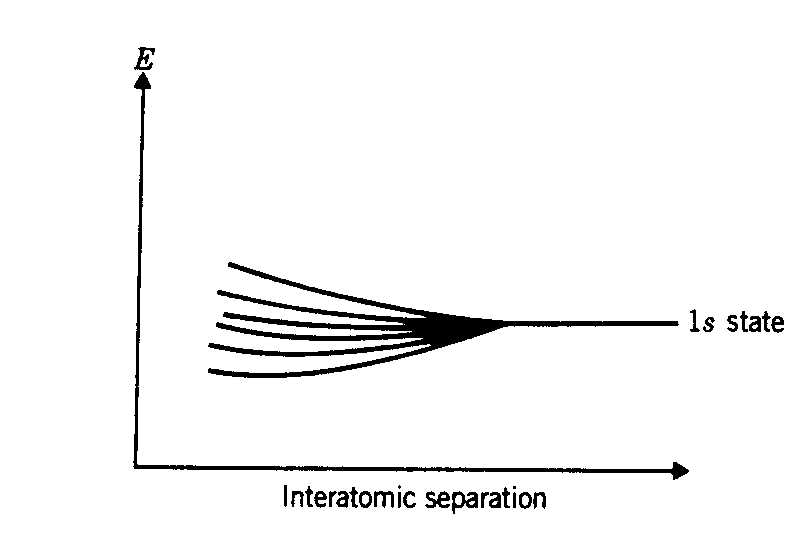 E
1s state
Interatomic separation